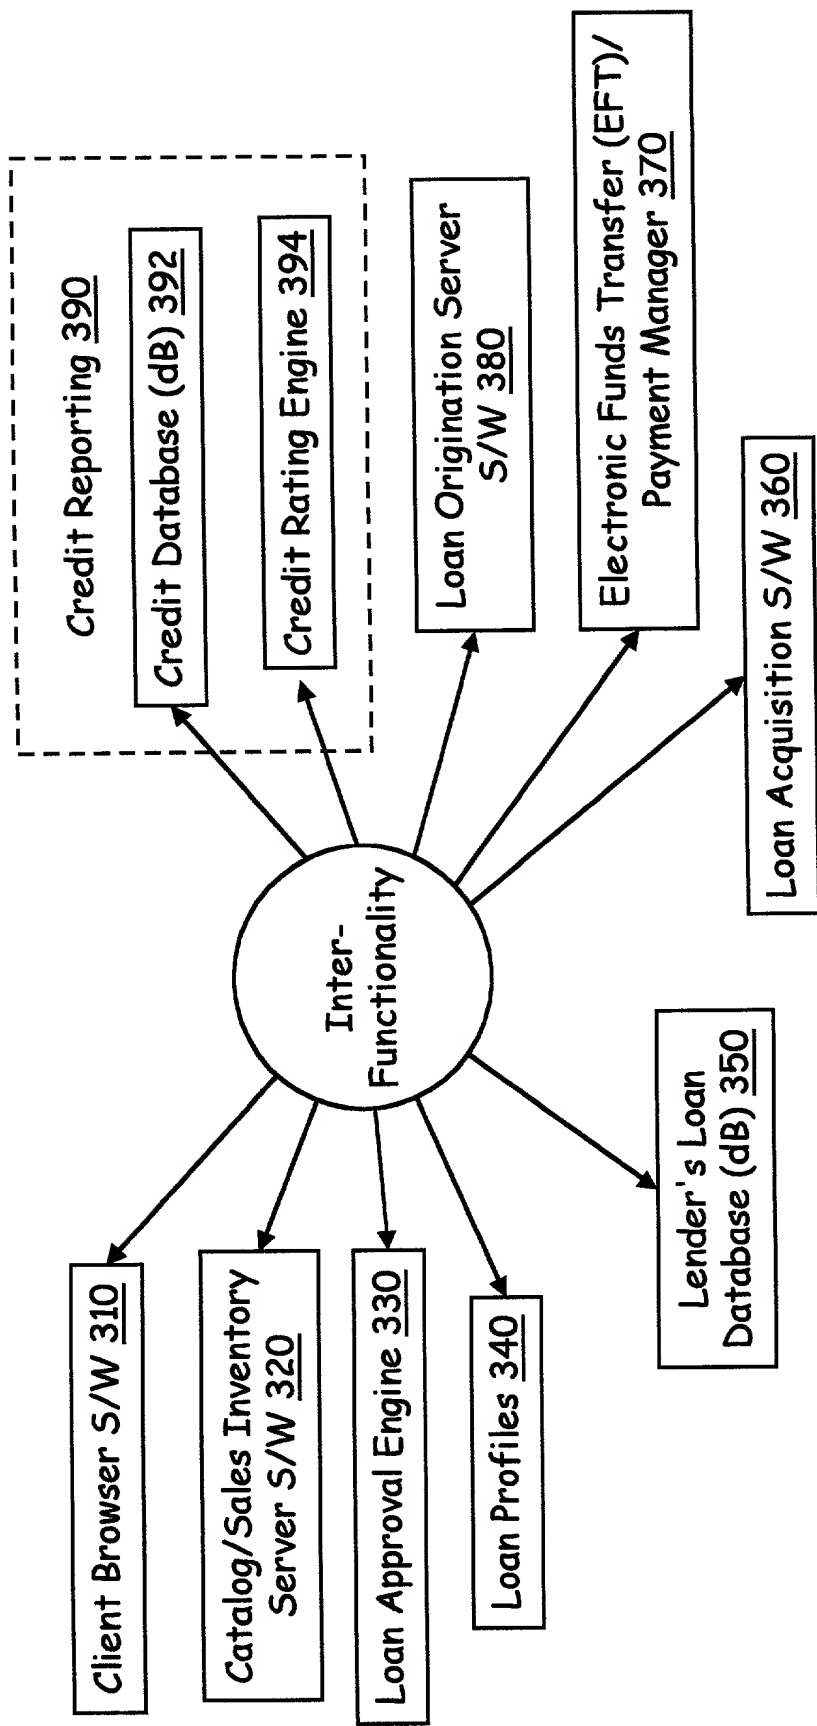 Client Browser S/W 310
Catalog/Sales Inventory
Server S/W 320
Loan Approval Engine 330
Loan Profiles 340
Lender's Loan
Database (dB) 350
Inter-
Functionality
Credit Reporting 390
Credit Database (dB) 392
Credit Rating Engine 394
Loan Origination Server
S/W 380
Electronic Funds Transfer (EFT)/
Payment Manager 370
Loan Acquisition S/W 360